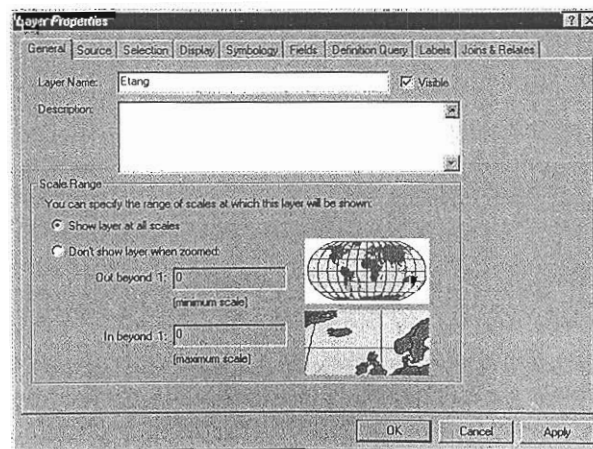 Layer Properties
General Source Selection Display Symbology Fields Definition Query Labels Joins & Relates
Layer Name: Etang Visible
Description:
Scale Range
You can specify the range of scales at which this layer will be shown:
Show layer at all scales
Don't show layer when zoomed:
Out beyond 1: 0
(minimum scale)
In beyond 1: 0
(maximum scale)
OK Cancel Apply